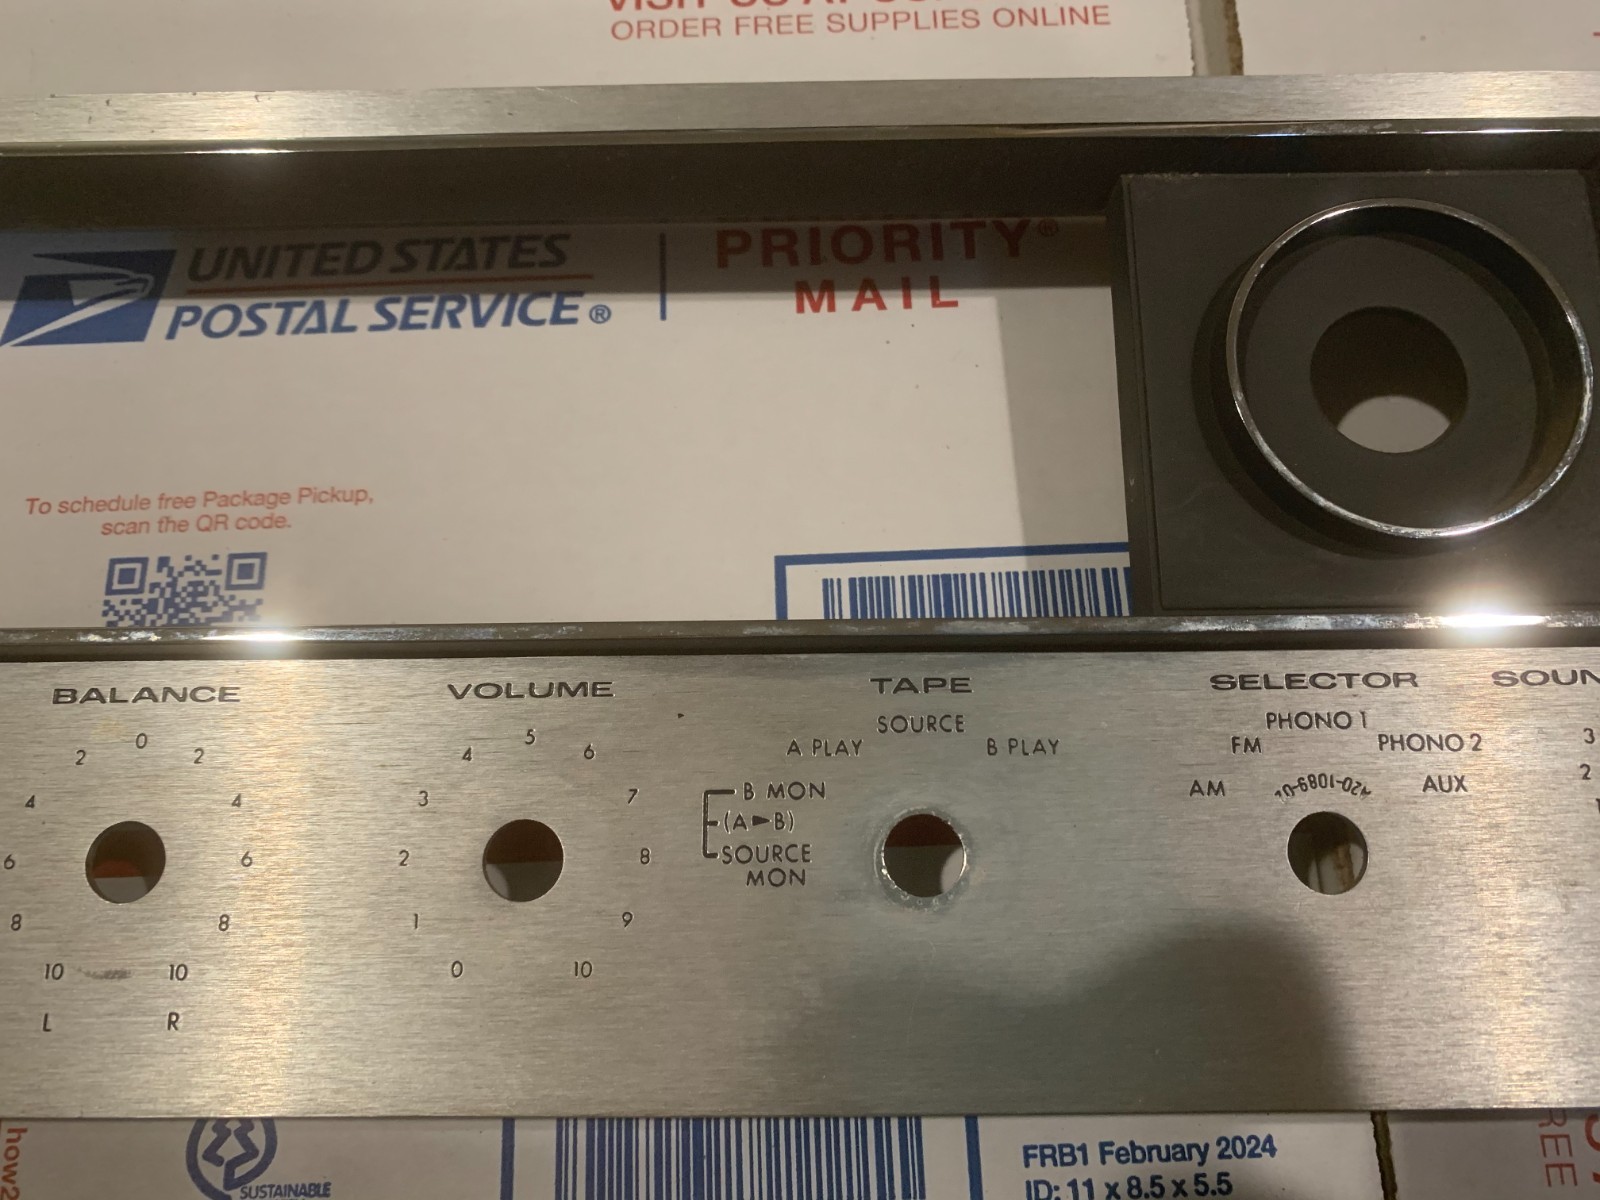 ORDER FREE SUPPLIES ONLINE
UNITED STATES
POSTAL SERVICE®
PRIORITY®
MAIL
To schedule free Package Pickup,
scan the QR code.
BALANCE
2 0 2
4 4
6 6
8 8
10 10
L R
VOLUME
5
4 6
3 7
2 8
1 9
0 10
TAPE
SOURCE
A PLAY B PLAY
B MON
(A►B)
SOURCE
MON
SELECTOR
PHONO 1
FM PHONO 2
AM AUX
3
2
how2
SUSTAINABLE
FRB1 February 2024
ID: 11 x 8.5 x 5.5